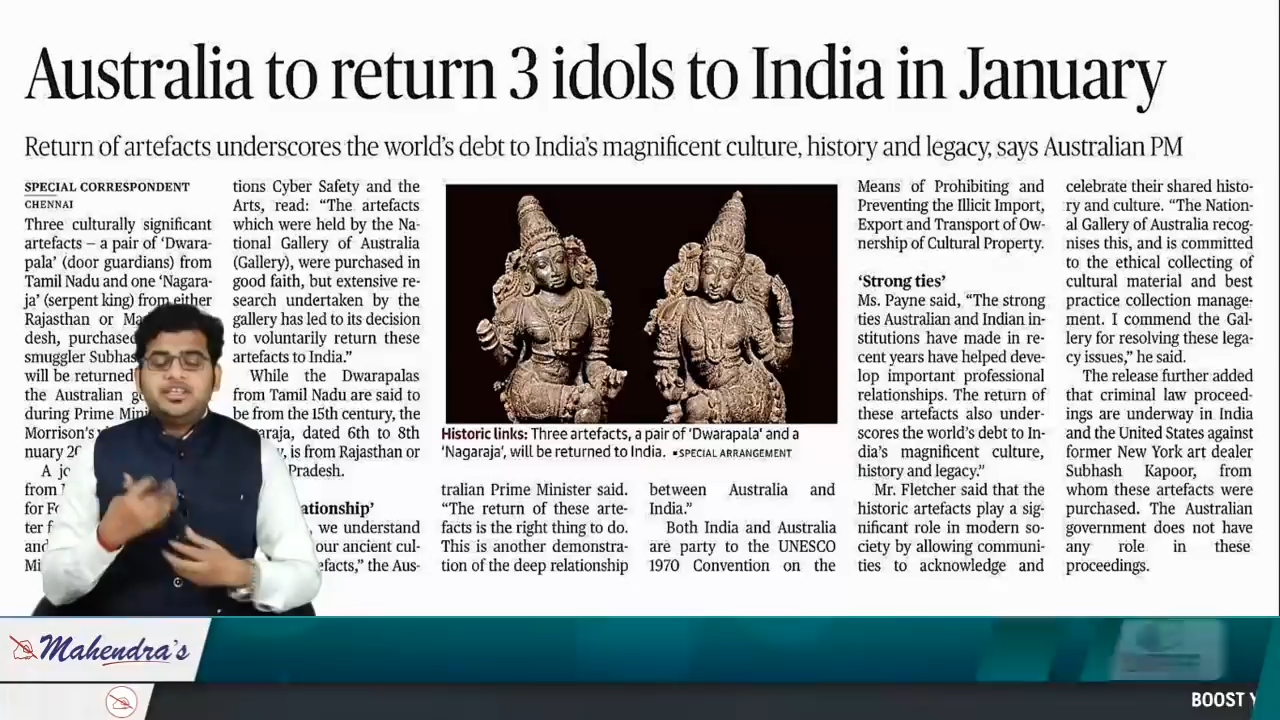 Australia to return 3 idols to India in January
Return of artefacts underscores the world's debt to India's magnificent culture, history and legacy, says Australian PM
SPECIAL CORRESPONDENT
CHENNAI
Three culturally significant
artefacts – a pair of ‘Dwara-
pala’ (door guardians) from
Tamil Nadu and one ‘Nagara-
ja’ (serpent king) from either
Rajasthan or
desh, purchased
smuggler
will be returned
the Australian
during Prime
Morrison's
nuary
A
from
for
ter
and
tions Cyber Safety and the
Arts, read: “The artefacts
which were held by the Na-
tional Gallery of Australia
(Gallery), were purchased in
good faith, but extensive re-
search undertaken by the
gallery has led to its decision
to voluntarily return these
artefacts to India.”
While the Dwarapalas
from Tamil Nadu are said to
be from the 15th century, the
dated 6th to 8th
is from Rajasthan or
Pradesh.
we understand
our ancient cul-
the Aus-
Historic links: Three artefacts, a pair of ‘Dwarapala’ and a
‘Nagaraja’, will be returned to India. ▪SPECIAL ARRANGEMENT
tralian Prime Minister said.
“The return of these arte-
facts is the right thing to do.
This is another demonstra-
tion of the deep relationship
between Australia and
India.”
Both India and Australia
are party to the UNESCO
1970 Convention on the
Means of Prohibiting and
Preventing the Illicit Import,
Export and Transport of Ow-
nership of Cultural Property.
‘Strong ties’
Ms. Payne said, “The strong
ties Australian and Indian in-
stitutions have made in re-
cent years have helped deve-
lop important professional
relationships. The return of
these artefacts also under-
scores the world's debt to In-
dia's magnificent culture,
history and legacy.”
Mr. Fletcher said that the
historic artefacts play a sig-
nificant role in modern so-
ciety by allowing communi-
ties to acknowledge and
celebrate their shared histo-
ry and culture. “The Nation-
al Gallery of Australia recog-
nises this, and is committed
to the ethical collecting of
cultural material and best
practice collection manage-
ment. I commend the Gal-
lery for resolving these lega-
cy issues,” he said.
The release further added
that criminal law proceed-
ings are underway in India
and the United States against
former New York art dealer
Subhash Kapoor, from
whom these artefacts were
purchased. The Australian
government does not have
any role in these
proceedings.
Mahendra's
BOOST